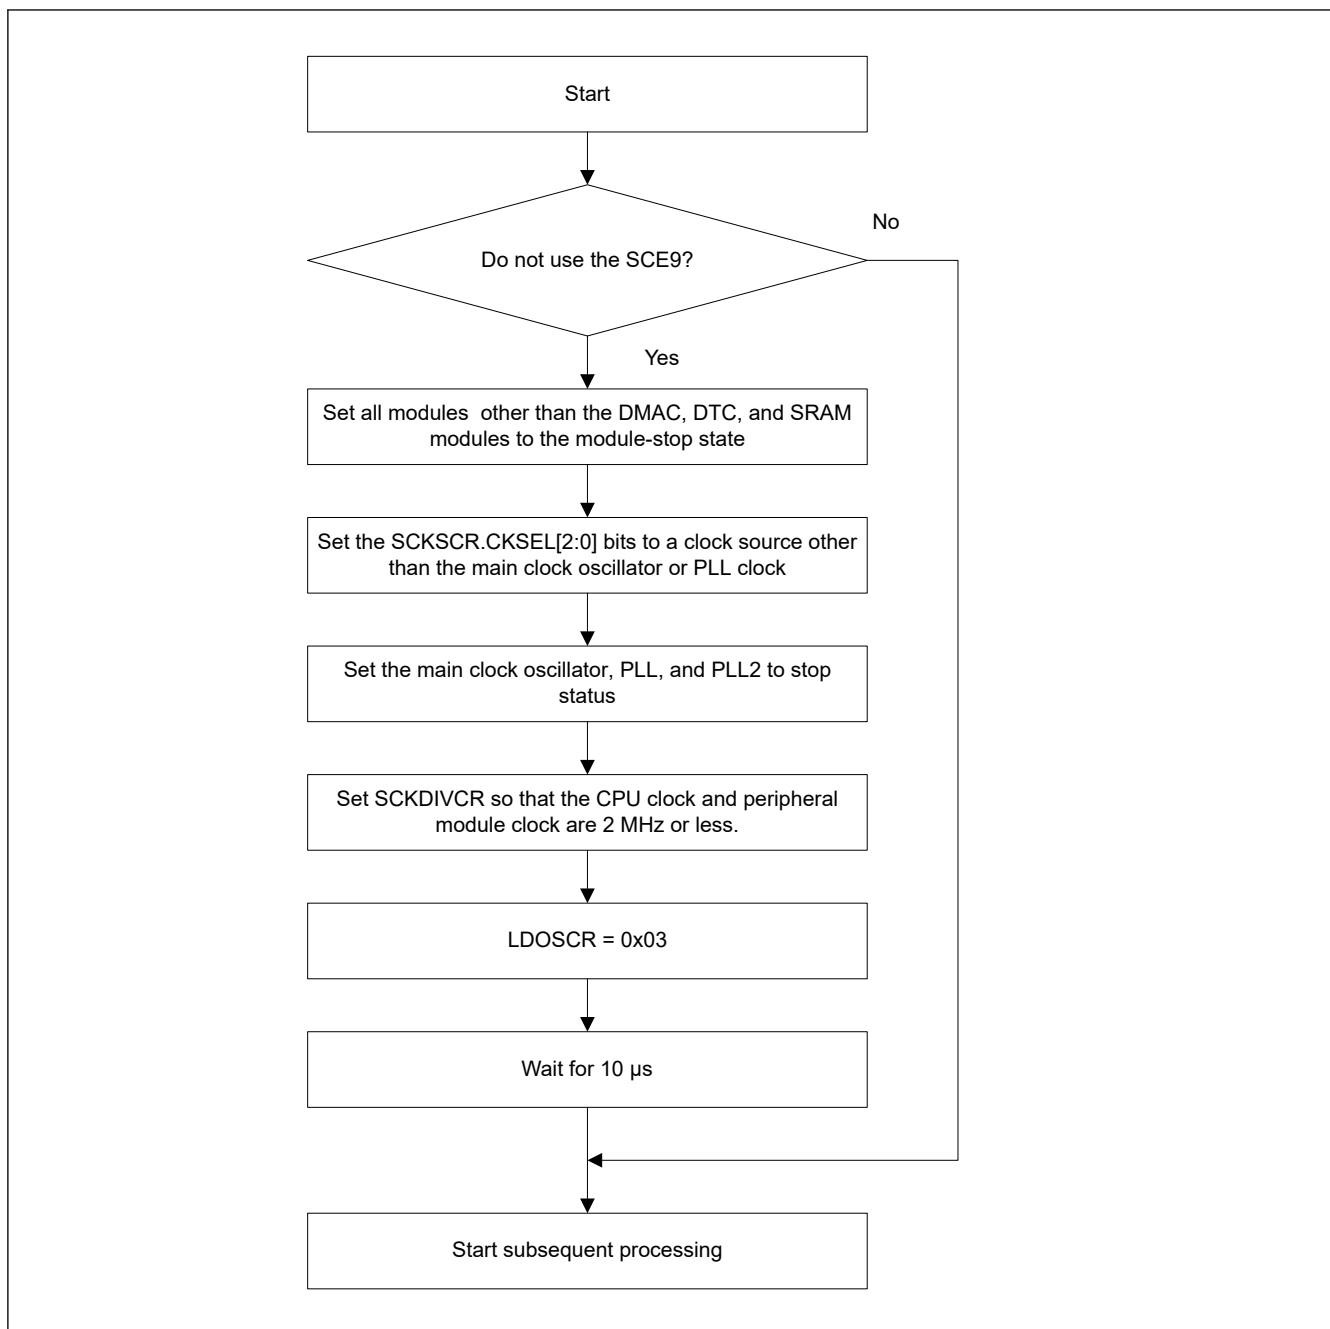 Start
No
Do not use the SCE9?
Yes
Set all modules  other than the DMAC, DTC, and SRAM
modules to the module-stop state
Set the SCKSCR.CKSEL[2:0] bits to a clock source other
than the main clock oscillator or PLL clock
Set the main clock oscillator, PLL, and PLL2 to stop
status
Set SCKDIVCR so that the CPU clock and peripheral
module clock are 2 MHz or less.
LDOSCR = 0x03
Wait for 10 µs
Start subsequent processing